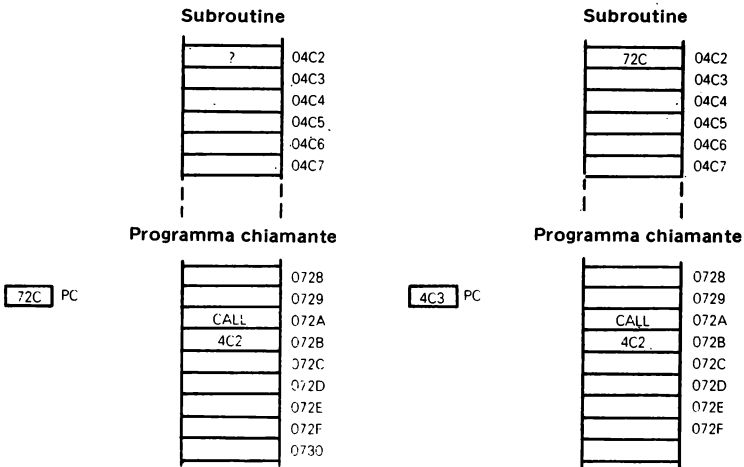 Subroutine
? 04C2
04C3
04C4
04C5
04C6
04C7
Programma chiamante
72C PC
0728
0729
CALL 072A
4C2 072B
072C
072D
072E
072F
0730
Subroutine
72C 04C2
04C3
04C4
04C5
04C6
04C7
Programma chiamante
4C3 PC
0728
0729
CALL 072A
4C2 072B
072C
072D
072E
072F